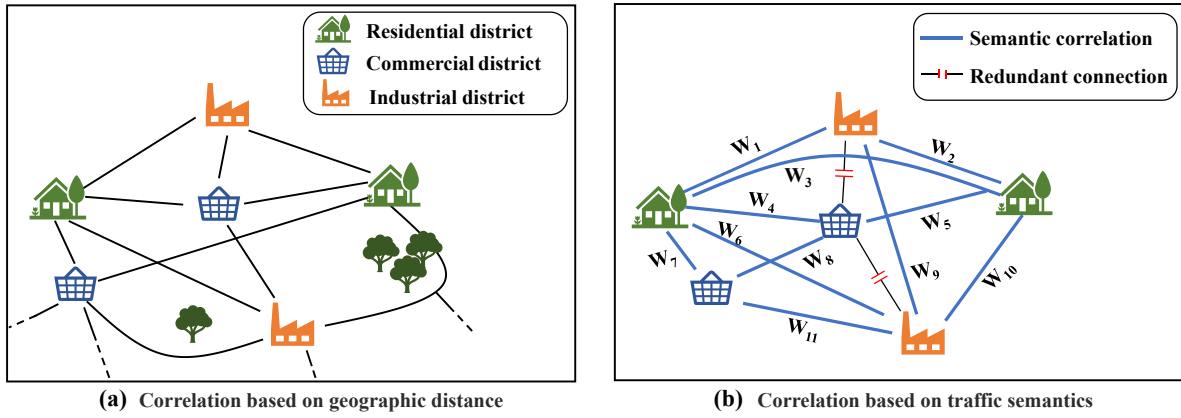 Residential district
Commercial district
Industrial district
(a) Correlation based on geographic distance
Semantic correlation
Redundant connection
W1
W2
W3
W4
W5
W6
W7
W8
W9
W10
W11
(b) Correlation based on traffic semantics